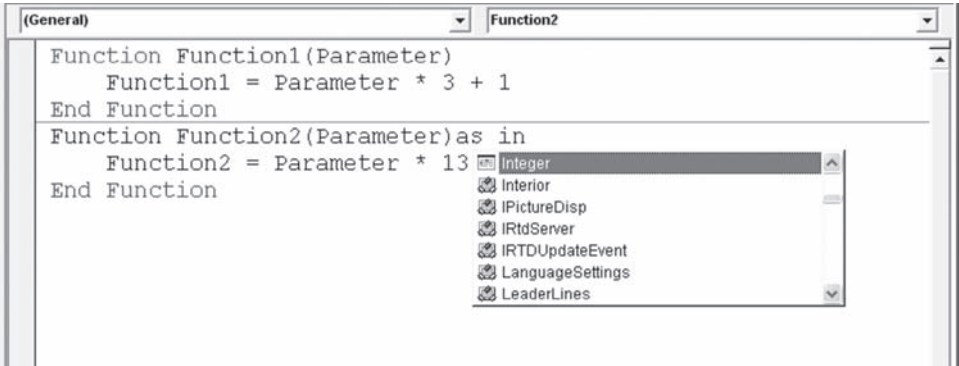 (General) Function2
Function Function1(Parameter)
Function1 = Parameter * 3 + 1
End Function
Function Function2(Parameter)as in
Function2 = Parameter * 13
End Function
Integer
Interior
IPictureDisp
IRtdServer
IRTDUpdateEvent
LanguageSettings
LeaderLines